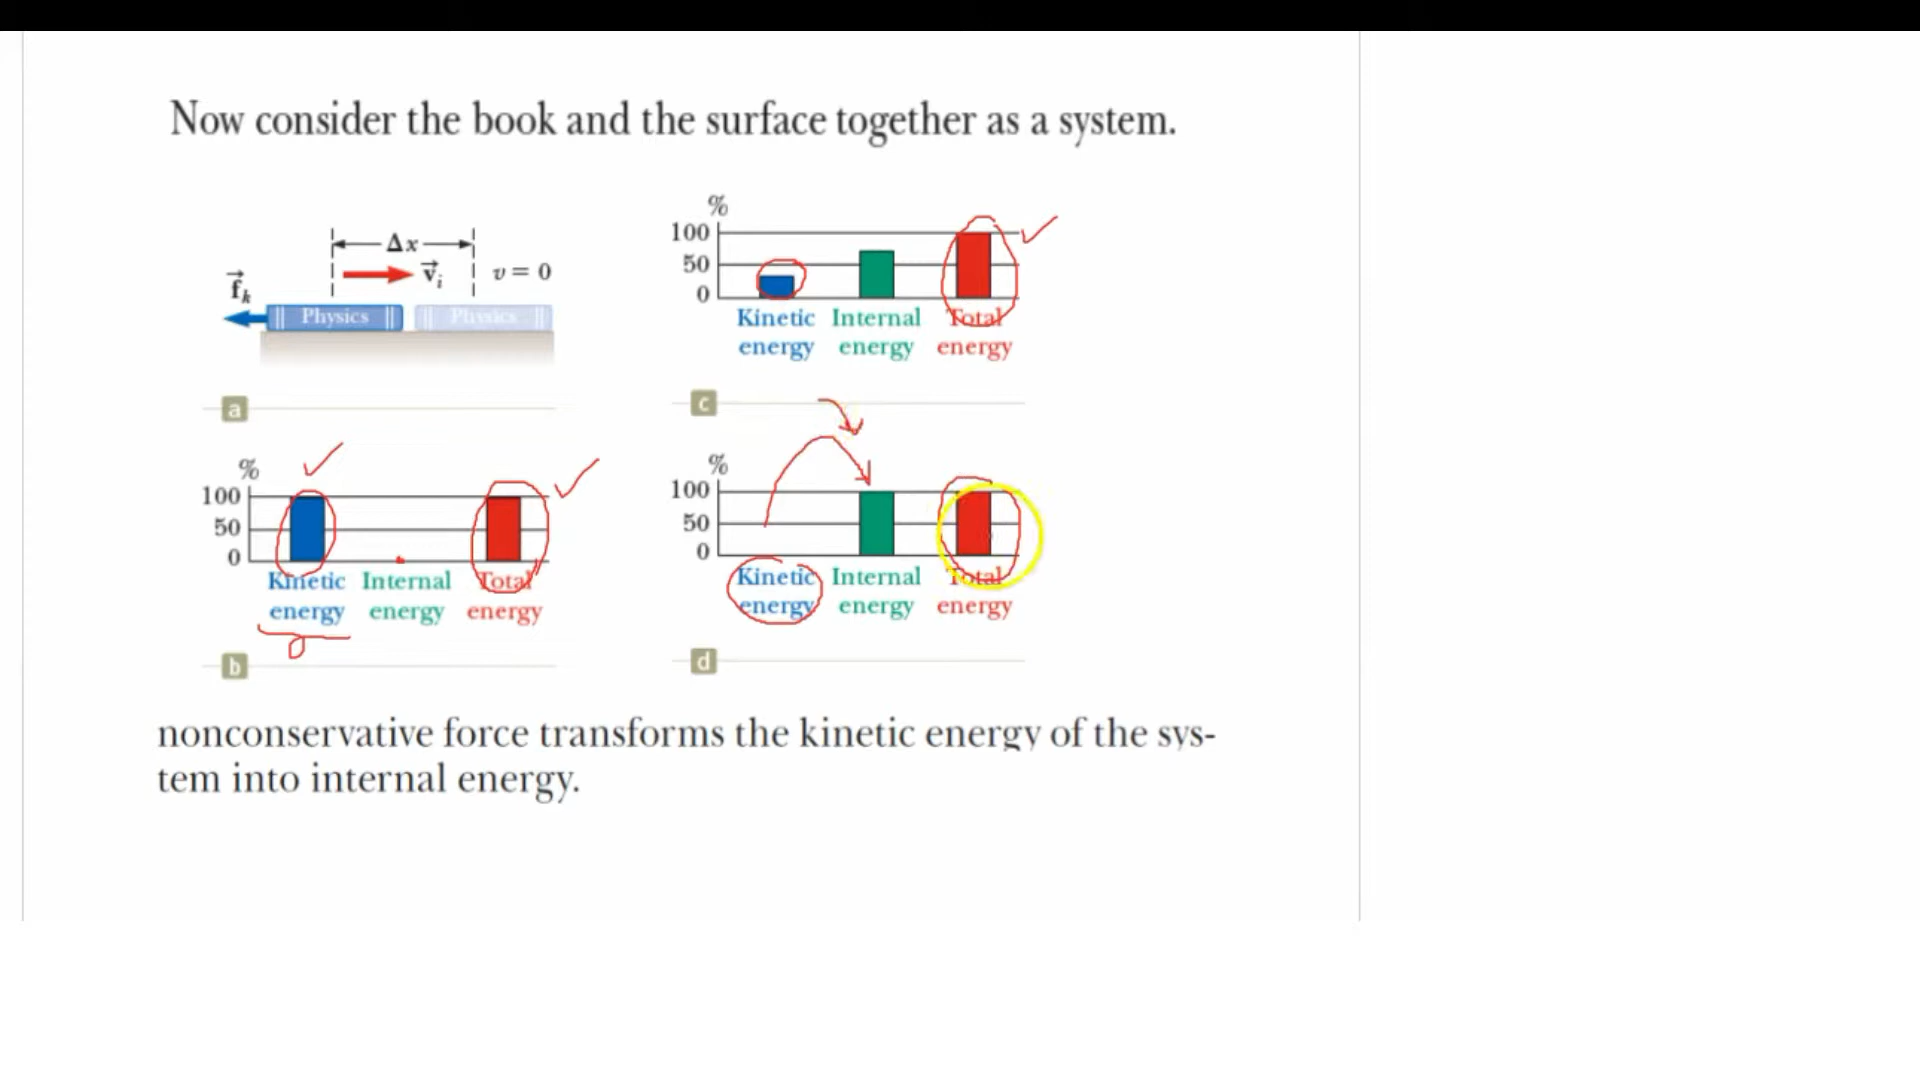 Now consider the book and the surface together as a system.
Δx
f⃗k
v⃗i
v = 0
Physics
Physics
a
%
100
50
0
Kinetic energy
Internal energy
Total energy
b
%
100
50
0
Kinetic energy
Internal energy
Total energy
c
%
100
50
0
Kinetic energy
Internal energy
Total energy
d
nonconservative force transforms the kinetic energy of the sys-
tem into internal energy.